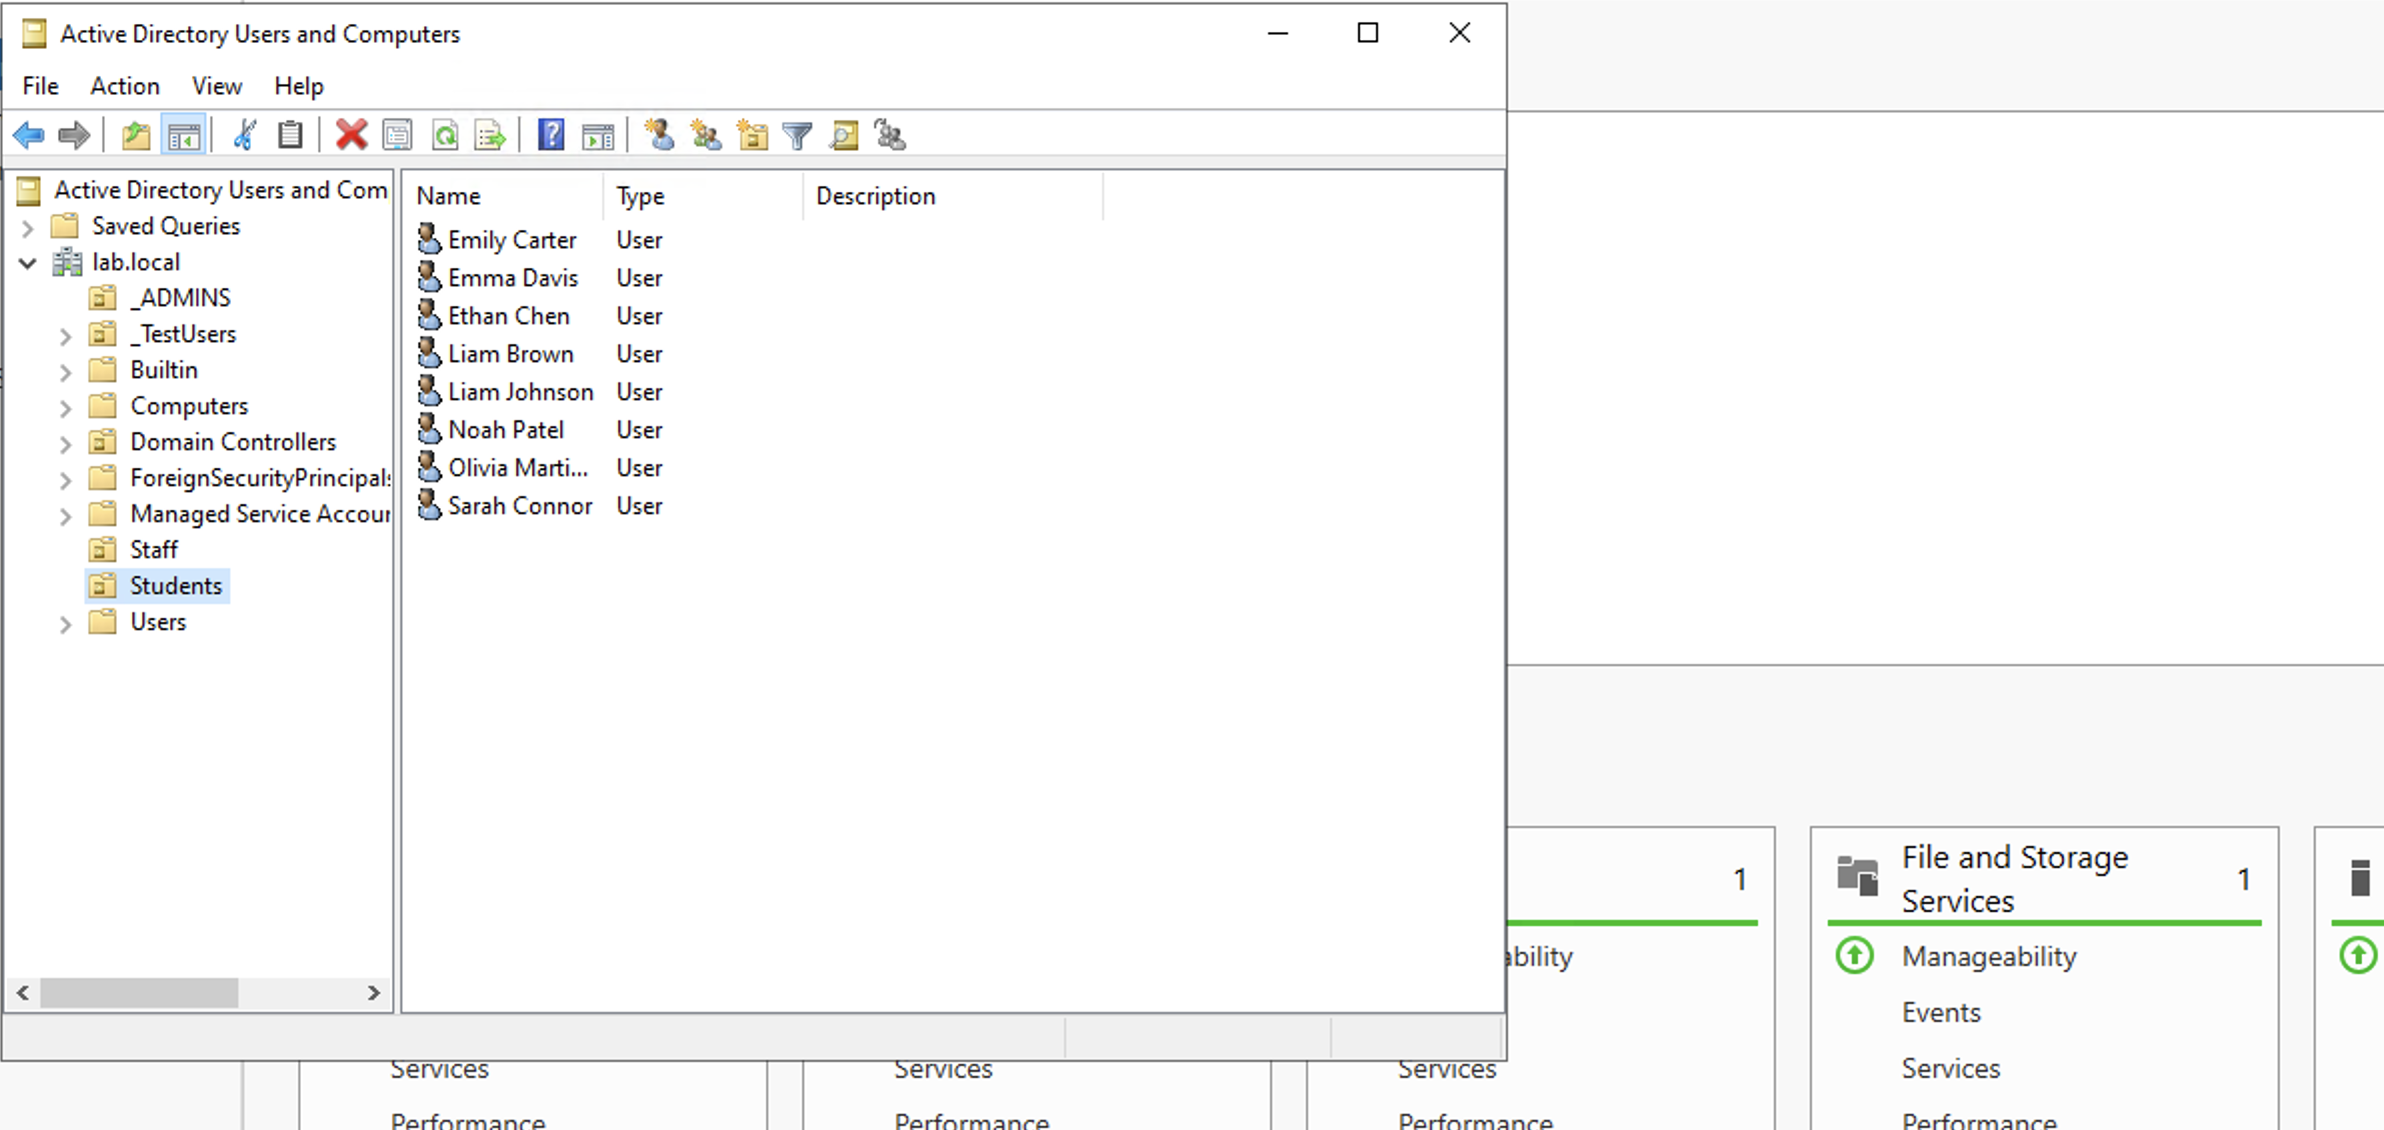 Active Directory Users and Computers
File Action View Help
Active Directory Users and Com
Saved Queries
lab.local
_ADMINS
_TestUsers
Builtin
Computers
Domain Controllers
ForeignSecurityPrincipals
Managed Service Accour
Staff
Students
Users
Name Type Description
Emily Carter User
Emma Davis User
Ethan Chen User
Liam Brown User
Liam Johnson User
Noah Patel User
Olivia Marti... User
Sarah Connor User
1
ability
Services
Performance
Services
Performance
Services
Performance
File and Storage
Services
1
Manageability
Events
Services
Performance